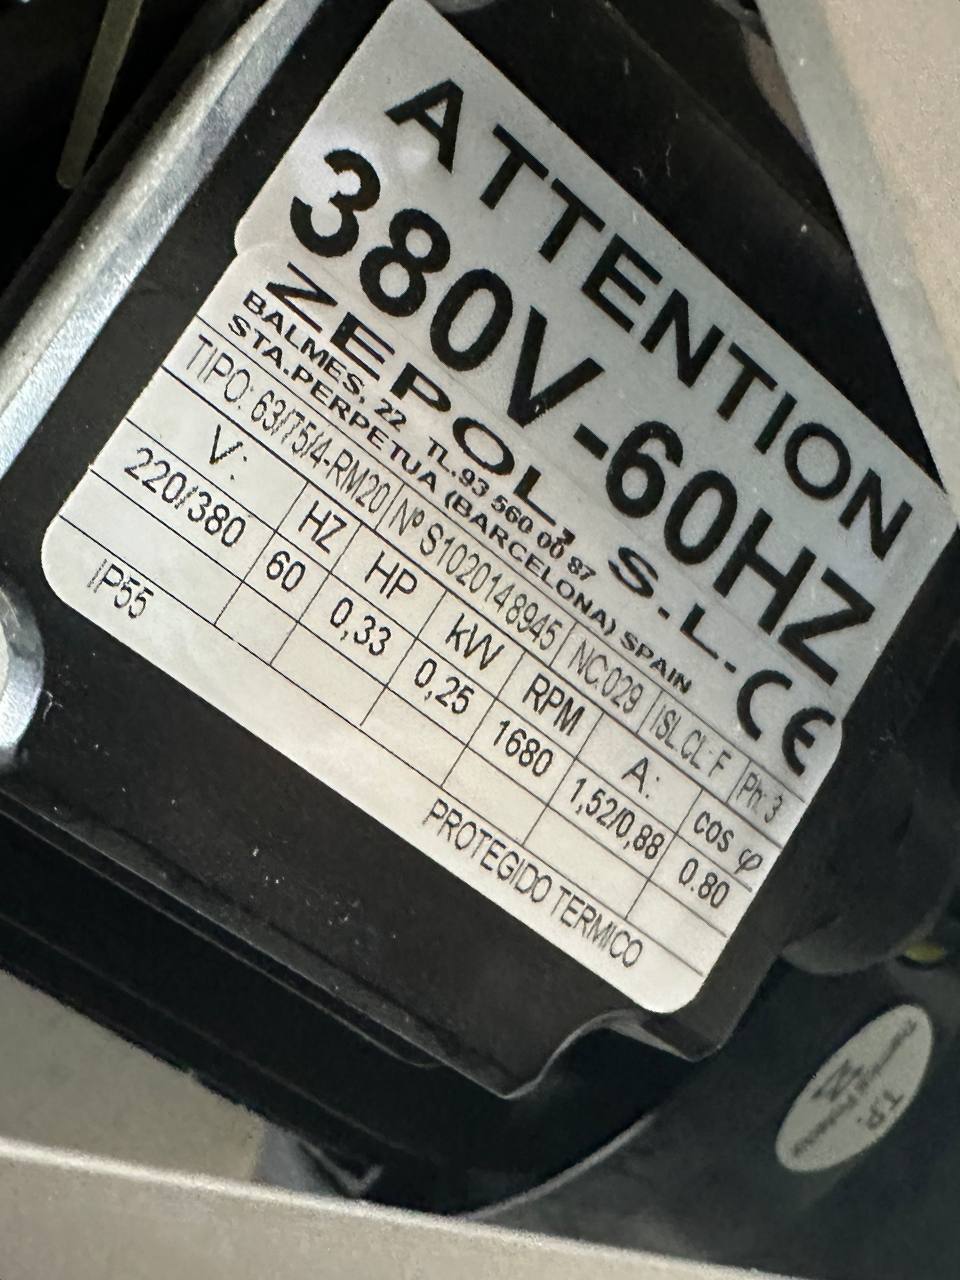 ATTENTION
380V-60HZ
ZEPOL, S.L. CE
BALMES, 22 TL.93 560 00 87
STA.PERPETUA (BARCELONA) SPAIN
TIPO: 63/75/4-RM20 Nº S1020148945 NC:029 ISL.CL.: F Ph: 3
V: HZ HP kW RPM A: cos φ
220/380 60 0,33 0,25 1680 1,52/0,88 0.80
IP55 PROTEGIDO TERMICO
T.P.